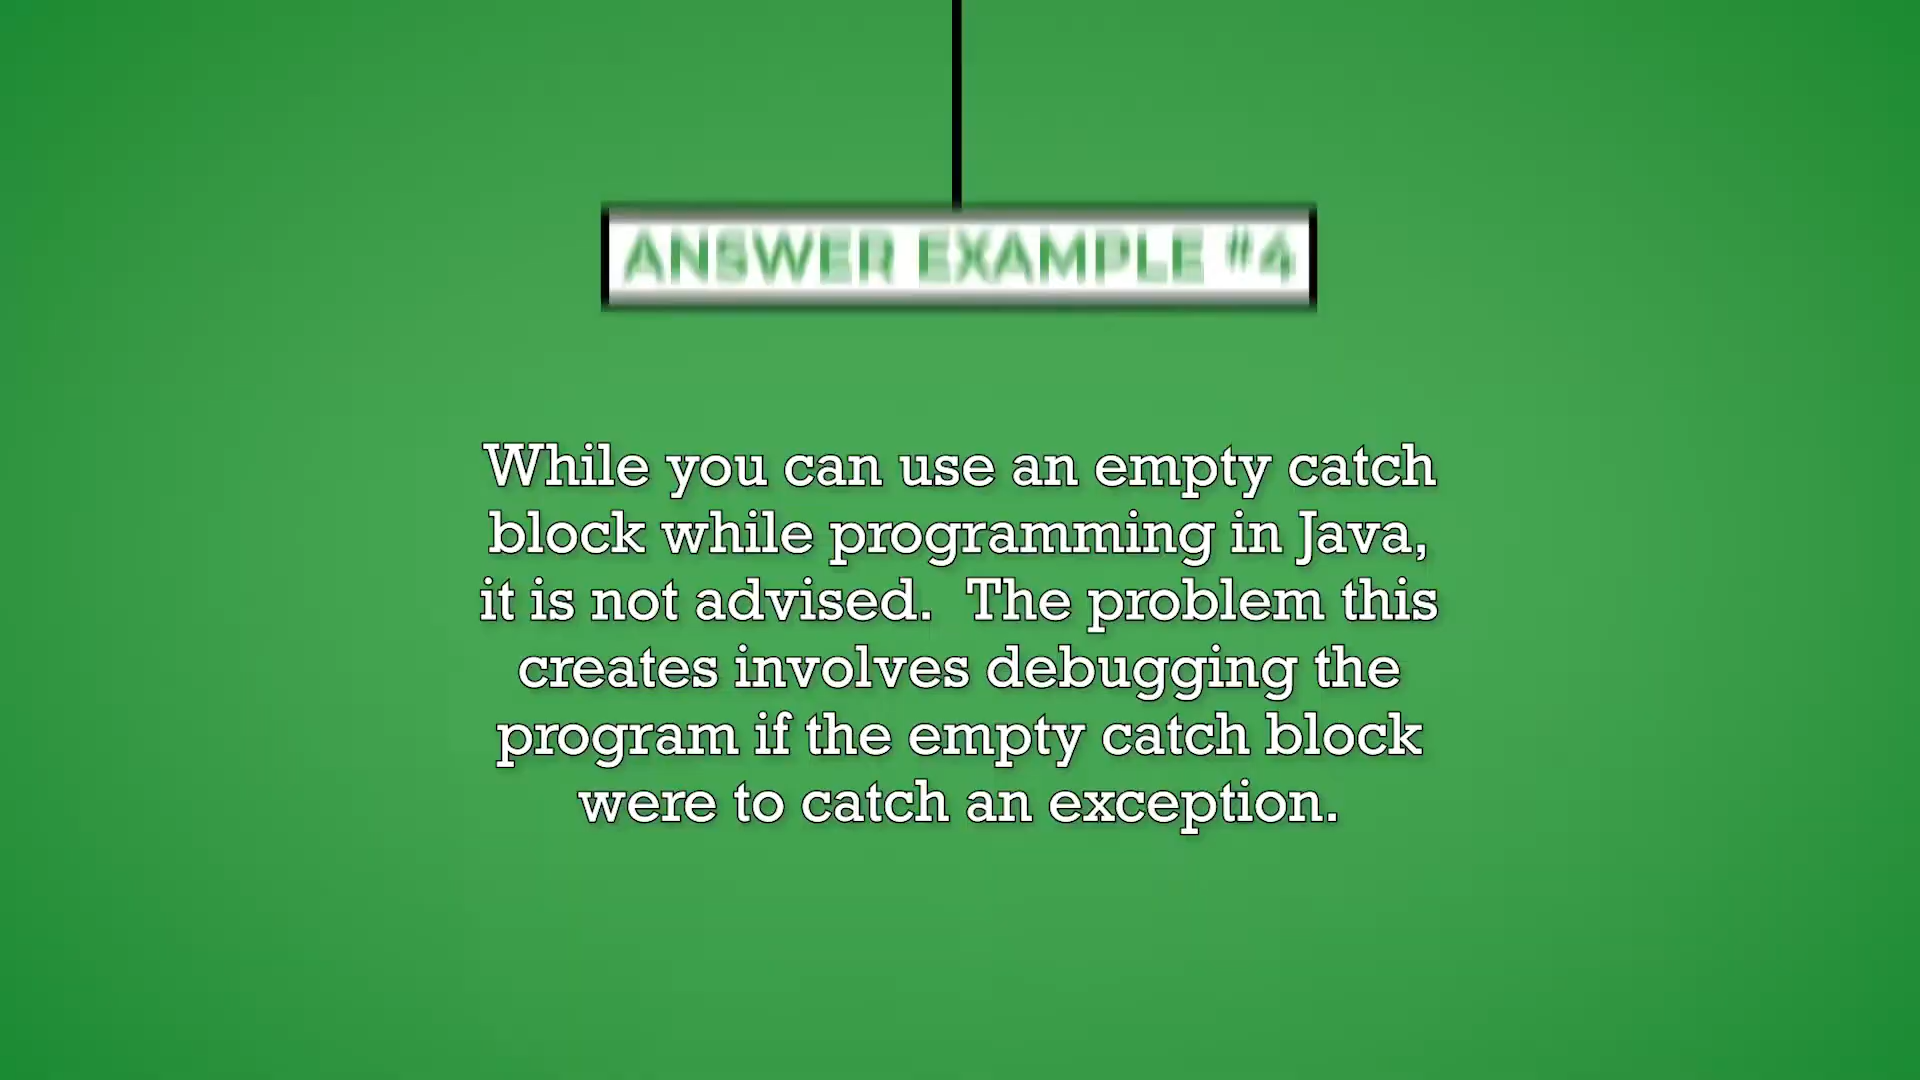 ANSWER EXAMPLE #4
While you can use an empty catch
block while programming in Java,
it is not advised.  The problem this
creates involves debugging the
program if the empty catch block
were to catch an exception.